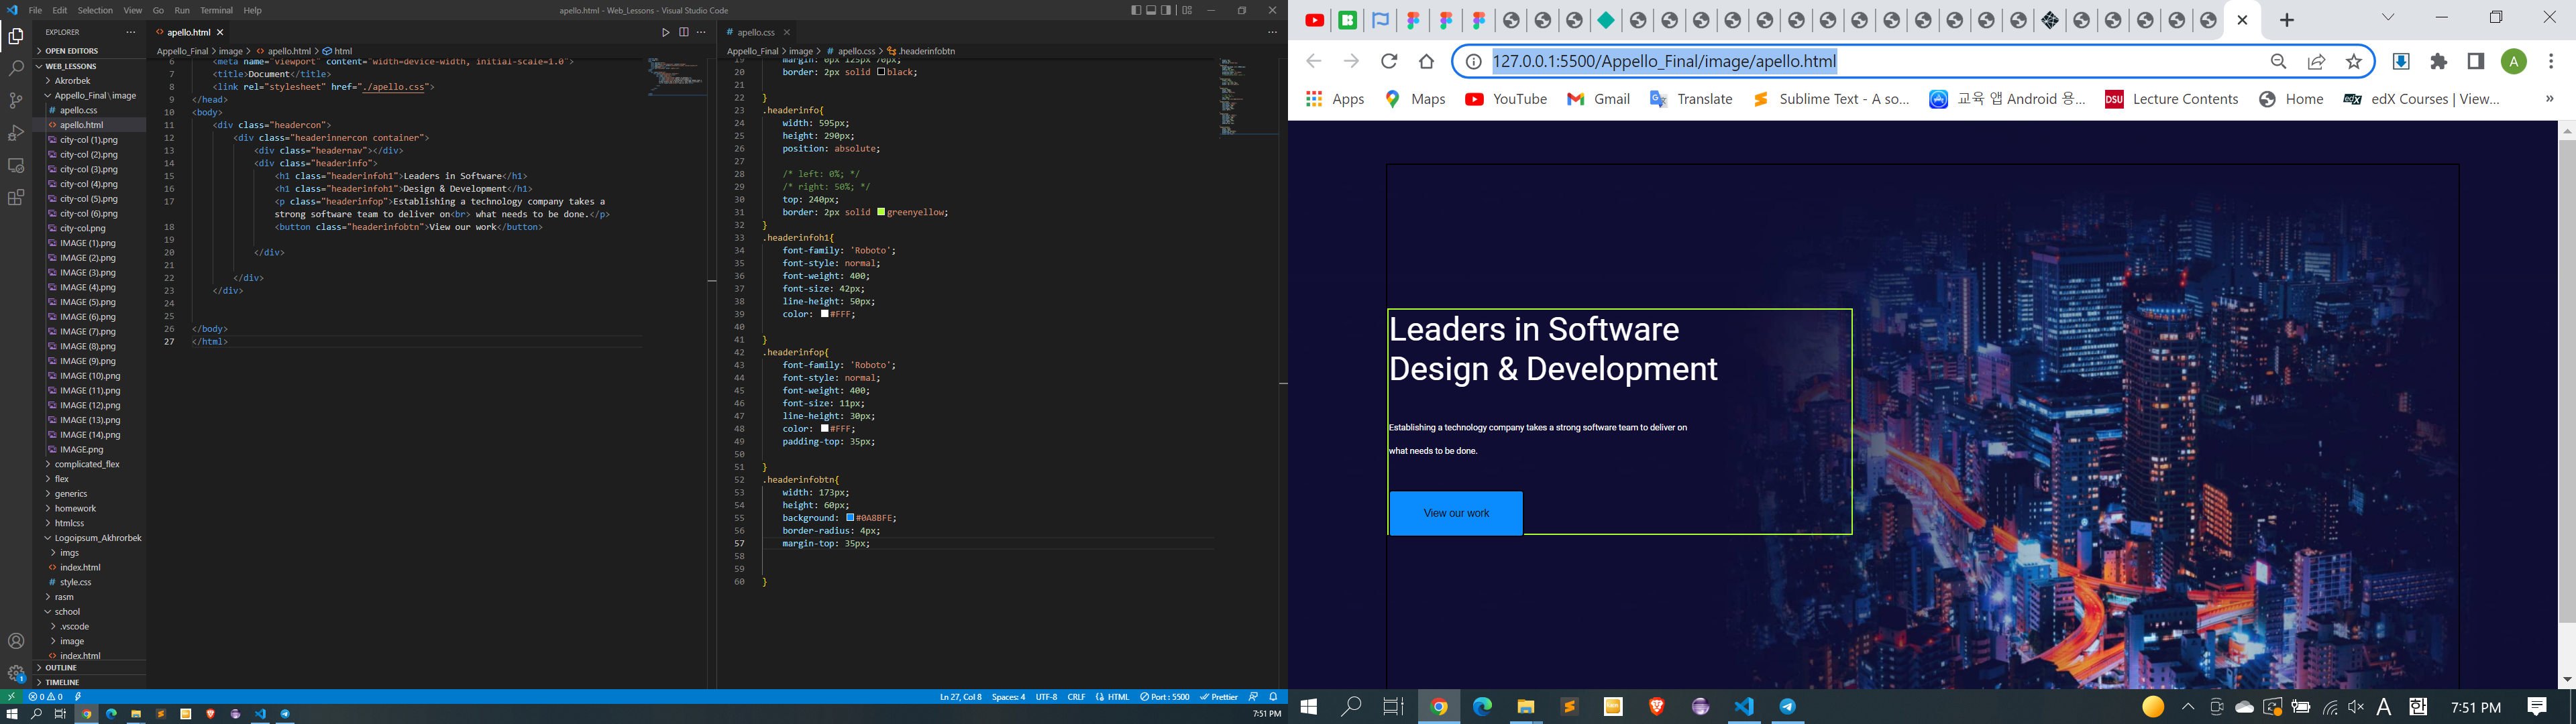 File Edit Selection View Go Run Terminal Help
apello.html - Web_Lessons - Visual Studio Code
EXPLORER
OPEN EDITORS
WEB_LESSONS
Akrorbek
Appello_Final \ image
apello.css
apello.html
city-col (1).png
city-col (2).png
city-col (3).png
city-col (4).png
city-col (5).png
city-col (6).png
city-col.png
IMAGE (1).png
IMAGE (2).png
IMAGE (3).png
IMAGE (4).png
IMAGE (5).png
IMAGE (6).png
IMAGE (7).png
IMAGE (8).png
IMAGE (9).png
IMAGE (10).png
IMAGE (11).png
IMAGE (12).png
IMAGE (13).png
IMAGE (14).png
IMAGE.png
complicated_flex
flex
generics
homework
htmlcss
Logoipsum_Akhrorbek
imgs
index.html
style.css
rasm
school
.vscode
image
index.html
OUTLINE
TIMELINE
apello.html
Appello_Final > image > apello.html > html
6 <meta name="viewport" content="width=device-width, initial-scale=1.0">
7 <title>Document</title>
8 <link rel="stylesheet" href="./apello.css">
9 </head>
10 <body>
11 <div class="headercon">
12 <div class="headerinnercon container">
13 <div class="headernav"></div>
14 <div class="headerinfo">
15 <h1 class="headerinfoh1">Leaders in Software</h1>
16 <h1 class="headerinfoh1">Design & Development</h1>
17 <p class="headerinfop">Establishing a technology company takes a
strong software team to deliver on<br> what needs to be done.</p>
18 <button class="headerinfobtn">View our work</button>
19
20 </div>
21
22 </div>
23 </div>
24
25
26 </body>
27 </html>
apello.css
Appello_Final > image > apello.css > .headerinfobtn
19 margin: 0px 125px 70px;
20 border: 2px solid black;
21
22 }
23 .headerinfo{
24 width: 595px;
25 height: 290px;
26 position: absolute;
27
28 /* left: 0%; */
29 /* right: 50%; */
30 top: 240px;
31 border: 2px solid greenyellow;
32 }
33 .headerinfoh1{
34 font-family: 'Roboto';
35 font-style: normal;
36 font-weight: 400;
37 font-size: 42px;
38 line-height: 50px;
39 color: #FFF;
40
41 }
42 .headerinfop{
43 font-family: 'Roboto';
44 font-style: normal;
45 font-weight: 400;
46 font-size: 11px;
47 line-height: 30px;
48 color: #FFF;
49 padding-top: 35px;
50
51 }
52 .headerinfobtn{
53 width: 173px;
54 height: 60px;
55 background: #0A8BFE;
56 border-radius: 4px;
57 margin-top: 35px;
58
59
60 }
0 0 Ln 27, Col 8 Spaces: 4 UTF-8 CRLF HTML Port : 5500 Prettier
7:51 PM
127.0.0.1:5500/Appello_Final/image/apello.html
A
Apps Maps YouTube Gmail Translate Sublime Text - A so... 교육 앱 Android 용... DSU Lecture Contents Home edX Courses | View... »
Leaders in Software
Design & Development
Establishing a technology company takes a strong software team to deliver on
what needs to be done.
View our work
A 한 7:51 PM